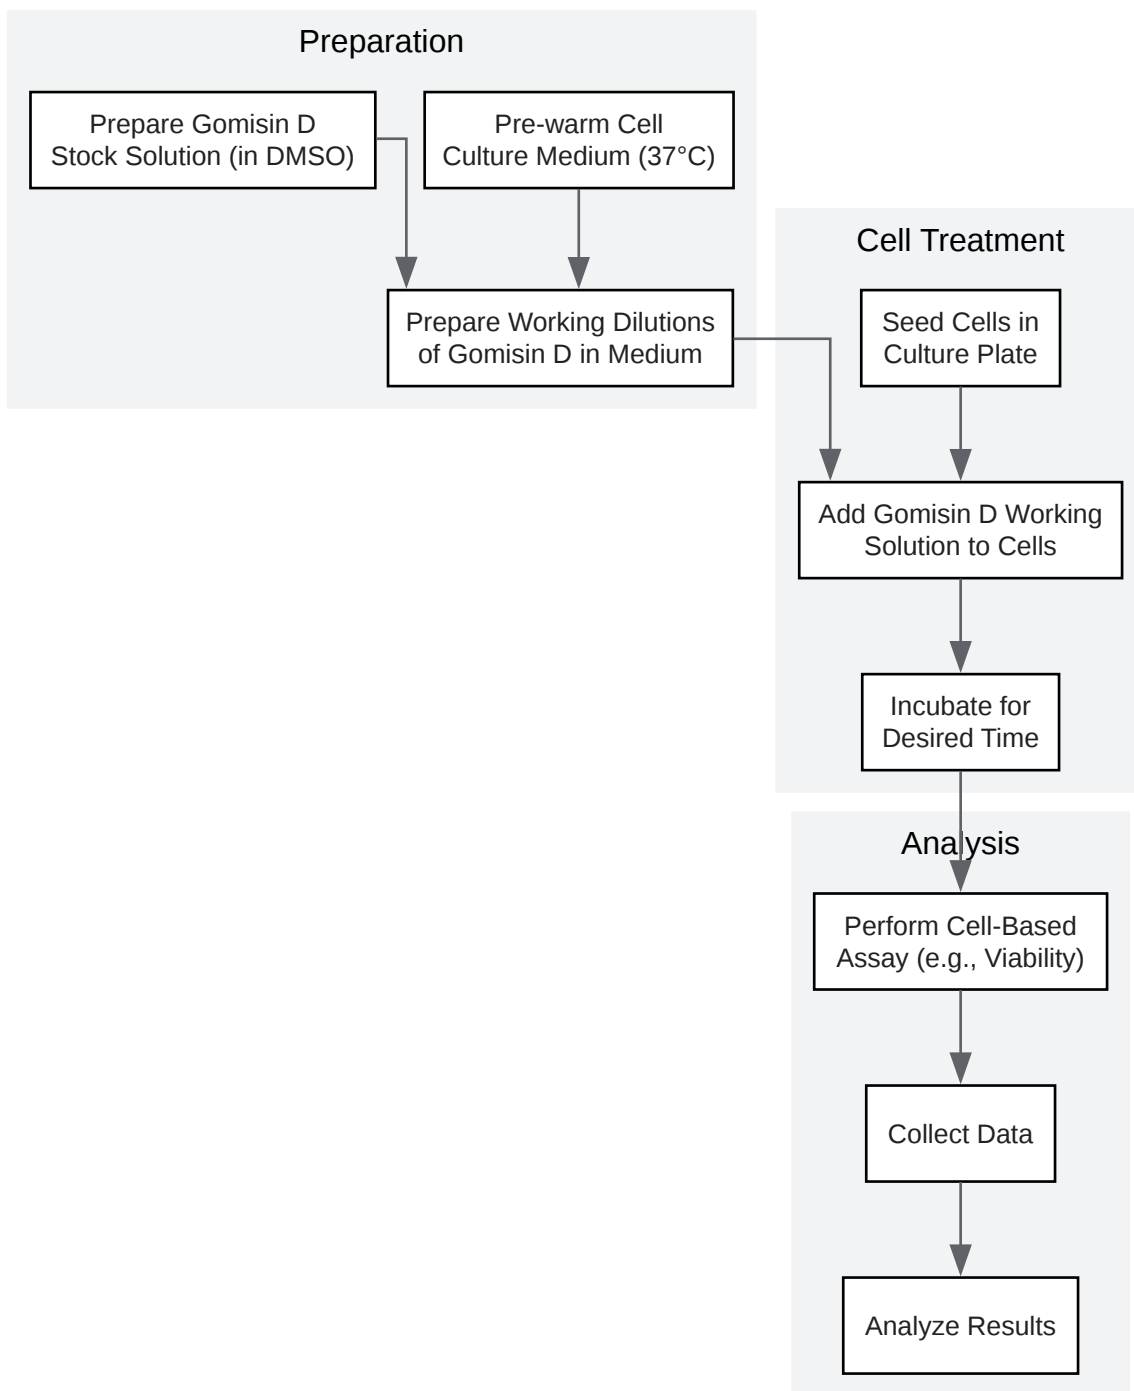 Preparation
Prepare Gomisin D
Stock Solution (in DMSO)
Pre-warm Cell
Culture Medium (37°C)
Prepare Working Dilutions
of Gomisin D in Medium
Cell Treatment
Seed Cells in
Culture Plate
Add Gomisin D Working
Solution to Cells
Incubate for
Desired Time
Analysis
Perform Cell-Based
Assay (e.g., Viability)
Collect Data
Analyze Results